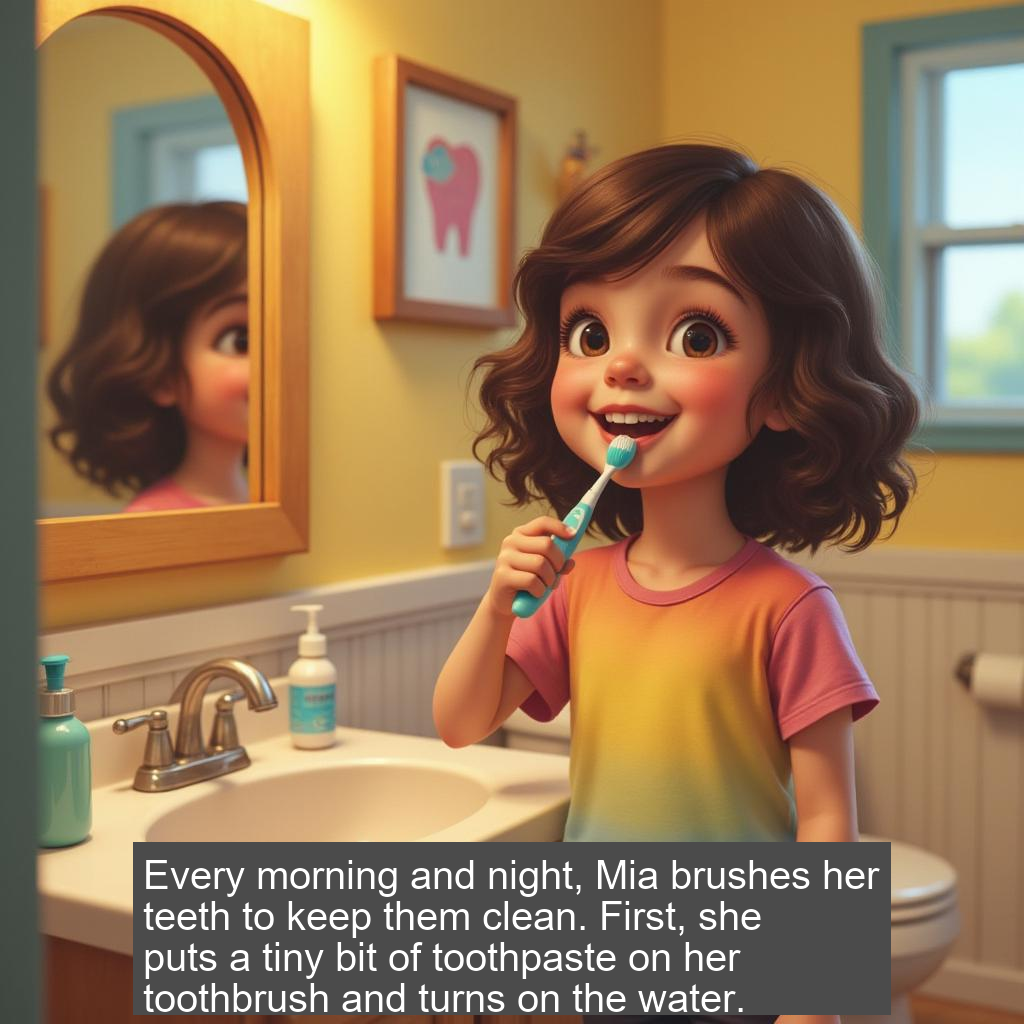 Every morning and night, Mia brushes her
teeth to keep them clean. First, she
puts a tiny bit of toothpaste on her
toothbrush and turns on the water.